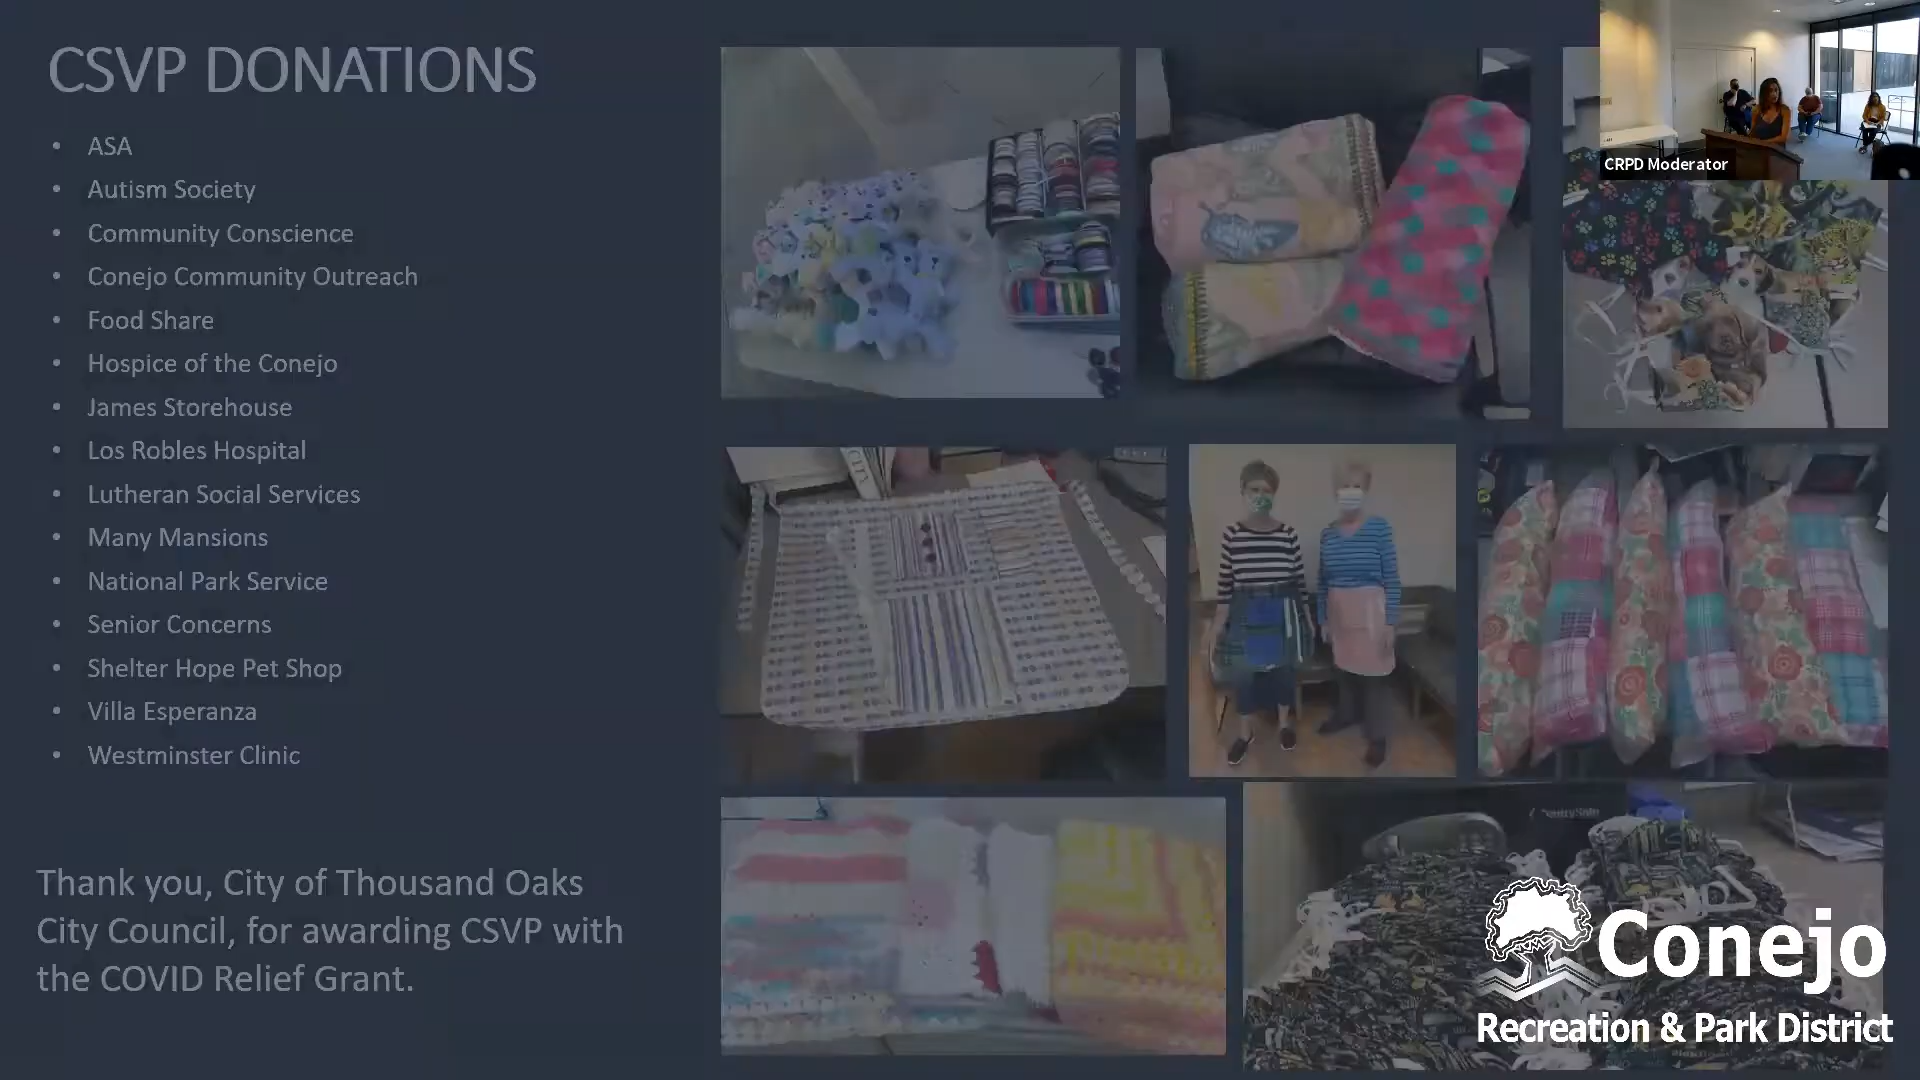 CSVP DONATIONS
• ASA
• Autism Society
• Community Conscience
• Conejo Community Outreach
• Food Share
• Hospice of the Conejo
• James Storehouse
• Los Robles Hospital
• Lutheran Social Services
• Many Mansions
• National Park Service
• Senior Concerns
• Shelter Hope Pet Shop
• Villa Esperanza
• Westminster Clinic
Thank you, City of Thousand Oaks
City Council, for awarding CSVP with
the COVID Relief Grant.
CRPD Moderator
Conejo
Recreation & Park District